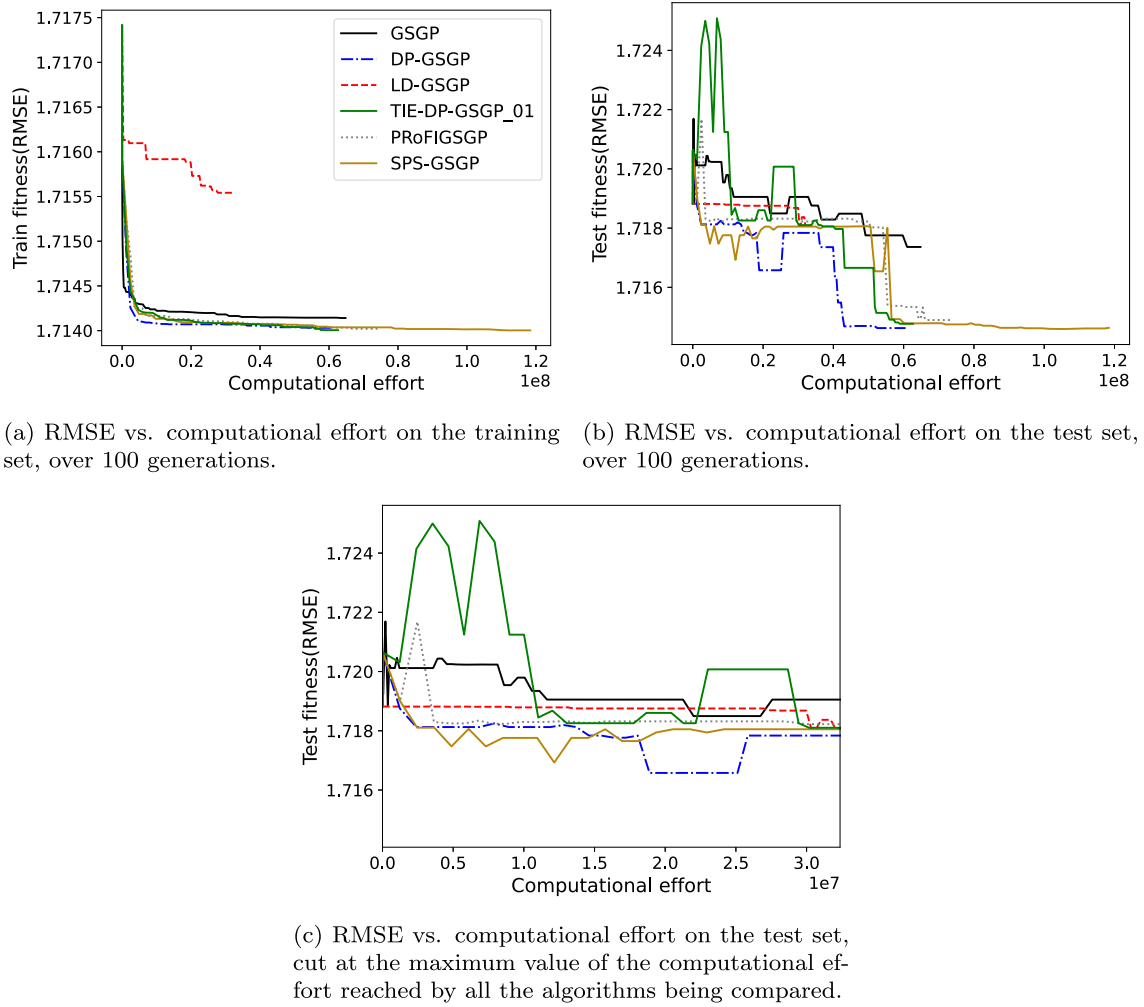 1.7175
1.7170
1.7165
1.7160
1.7155
1.7150
1.7145
1.7140
Train fitness(RMSE)
0.0 0.2 0.4 0.6 0.8 1.0 1.2
1e8
Computational effort
GSGP
DP-GSGP
LD-GSGP
TIE-DP-GSGP_01
PRoFIGSGP
SPS-GSGP
1.724
1.722
1.720
1.718
1.716
Test fitness(RMSE)
0.0 0.2 0.4 0.6 0.8 1.0 1.2
1e8
Computational effort
(a) RMSE vs. computational effort on the training
set, over 100 generations.
(b) RMSE vs. computational effort on the test set,
over 100 generations.
1.724
1.722
1.720
1.718
1.716
Test fitness(RMSE)
0.0 0.5 1.0 1.5 2.0 2.5 3.0
1e7
Computational effort
(c) RMSE vs. computational effort on the test set,
cut at the maximum value of the computational ef-
fort reached by all the algorithms being compared.